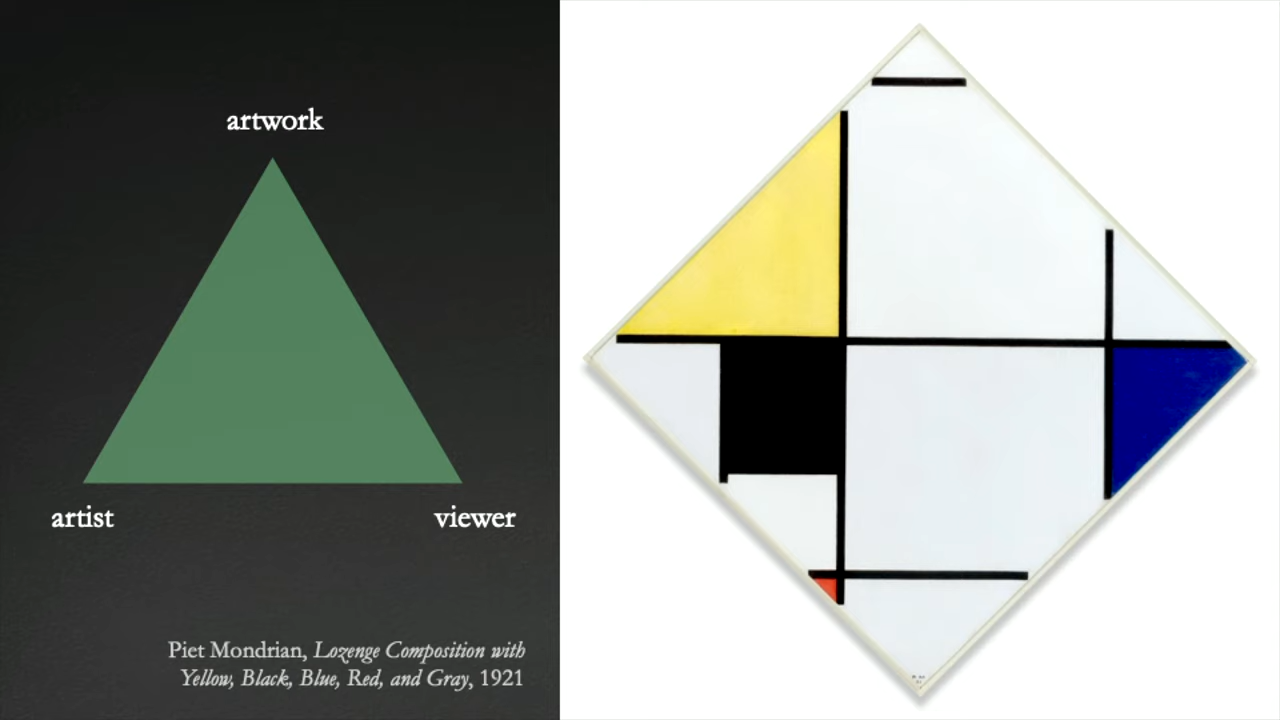 artwork
artist
viewer
Piet Mondrian, Lozenge Composition with
Yellow, Black, Blue, Red, and Gray, 1921